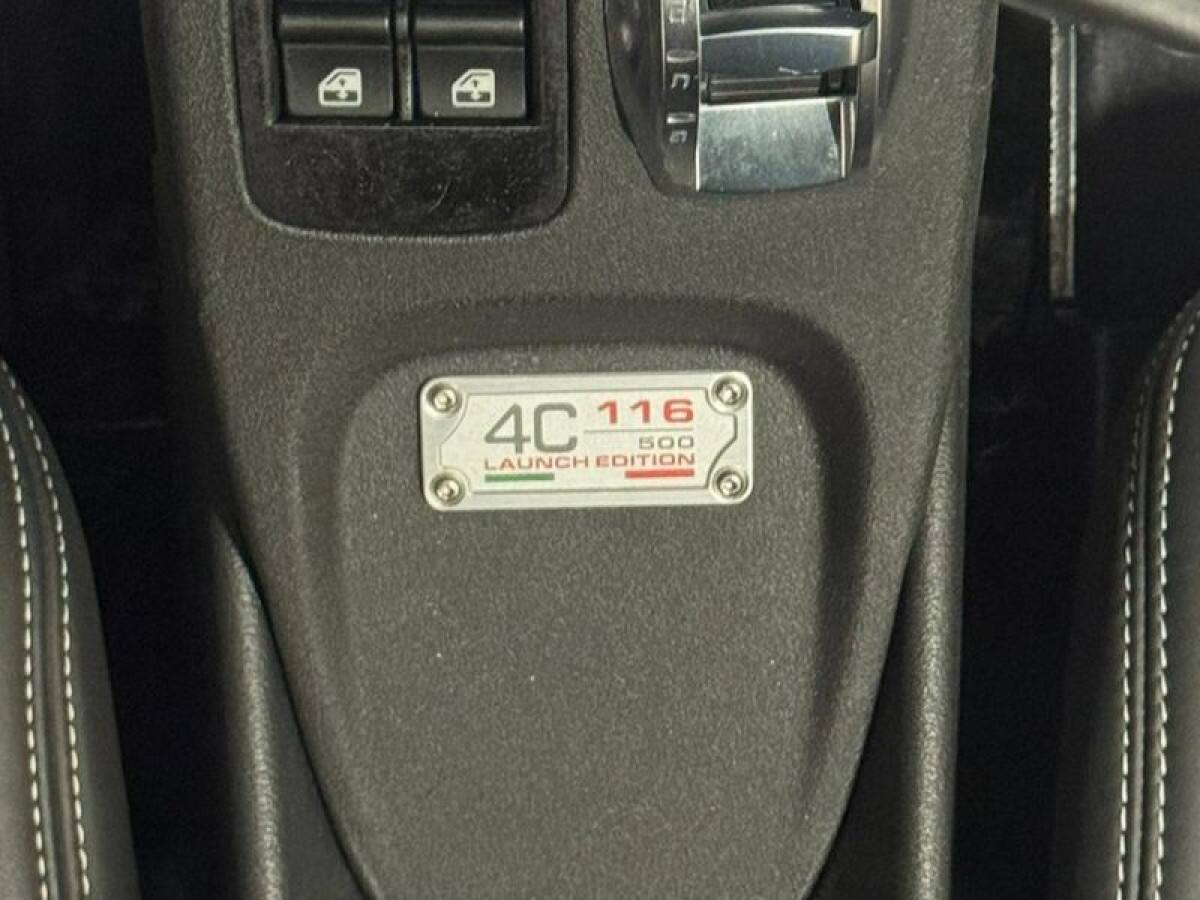 4C 116
500
LAUNCH EDITION